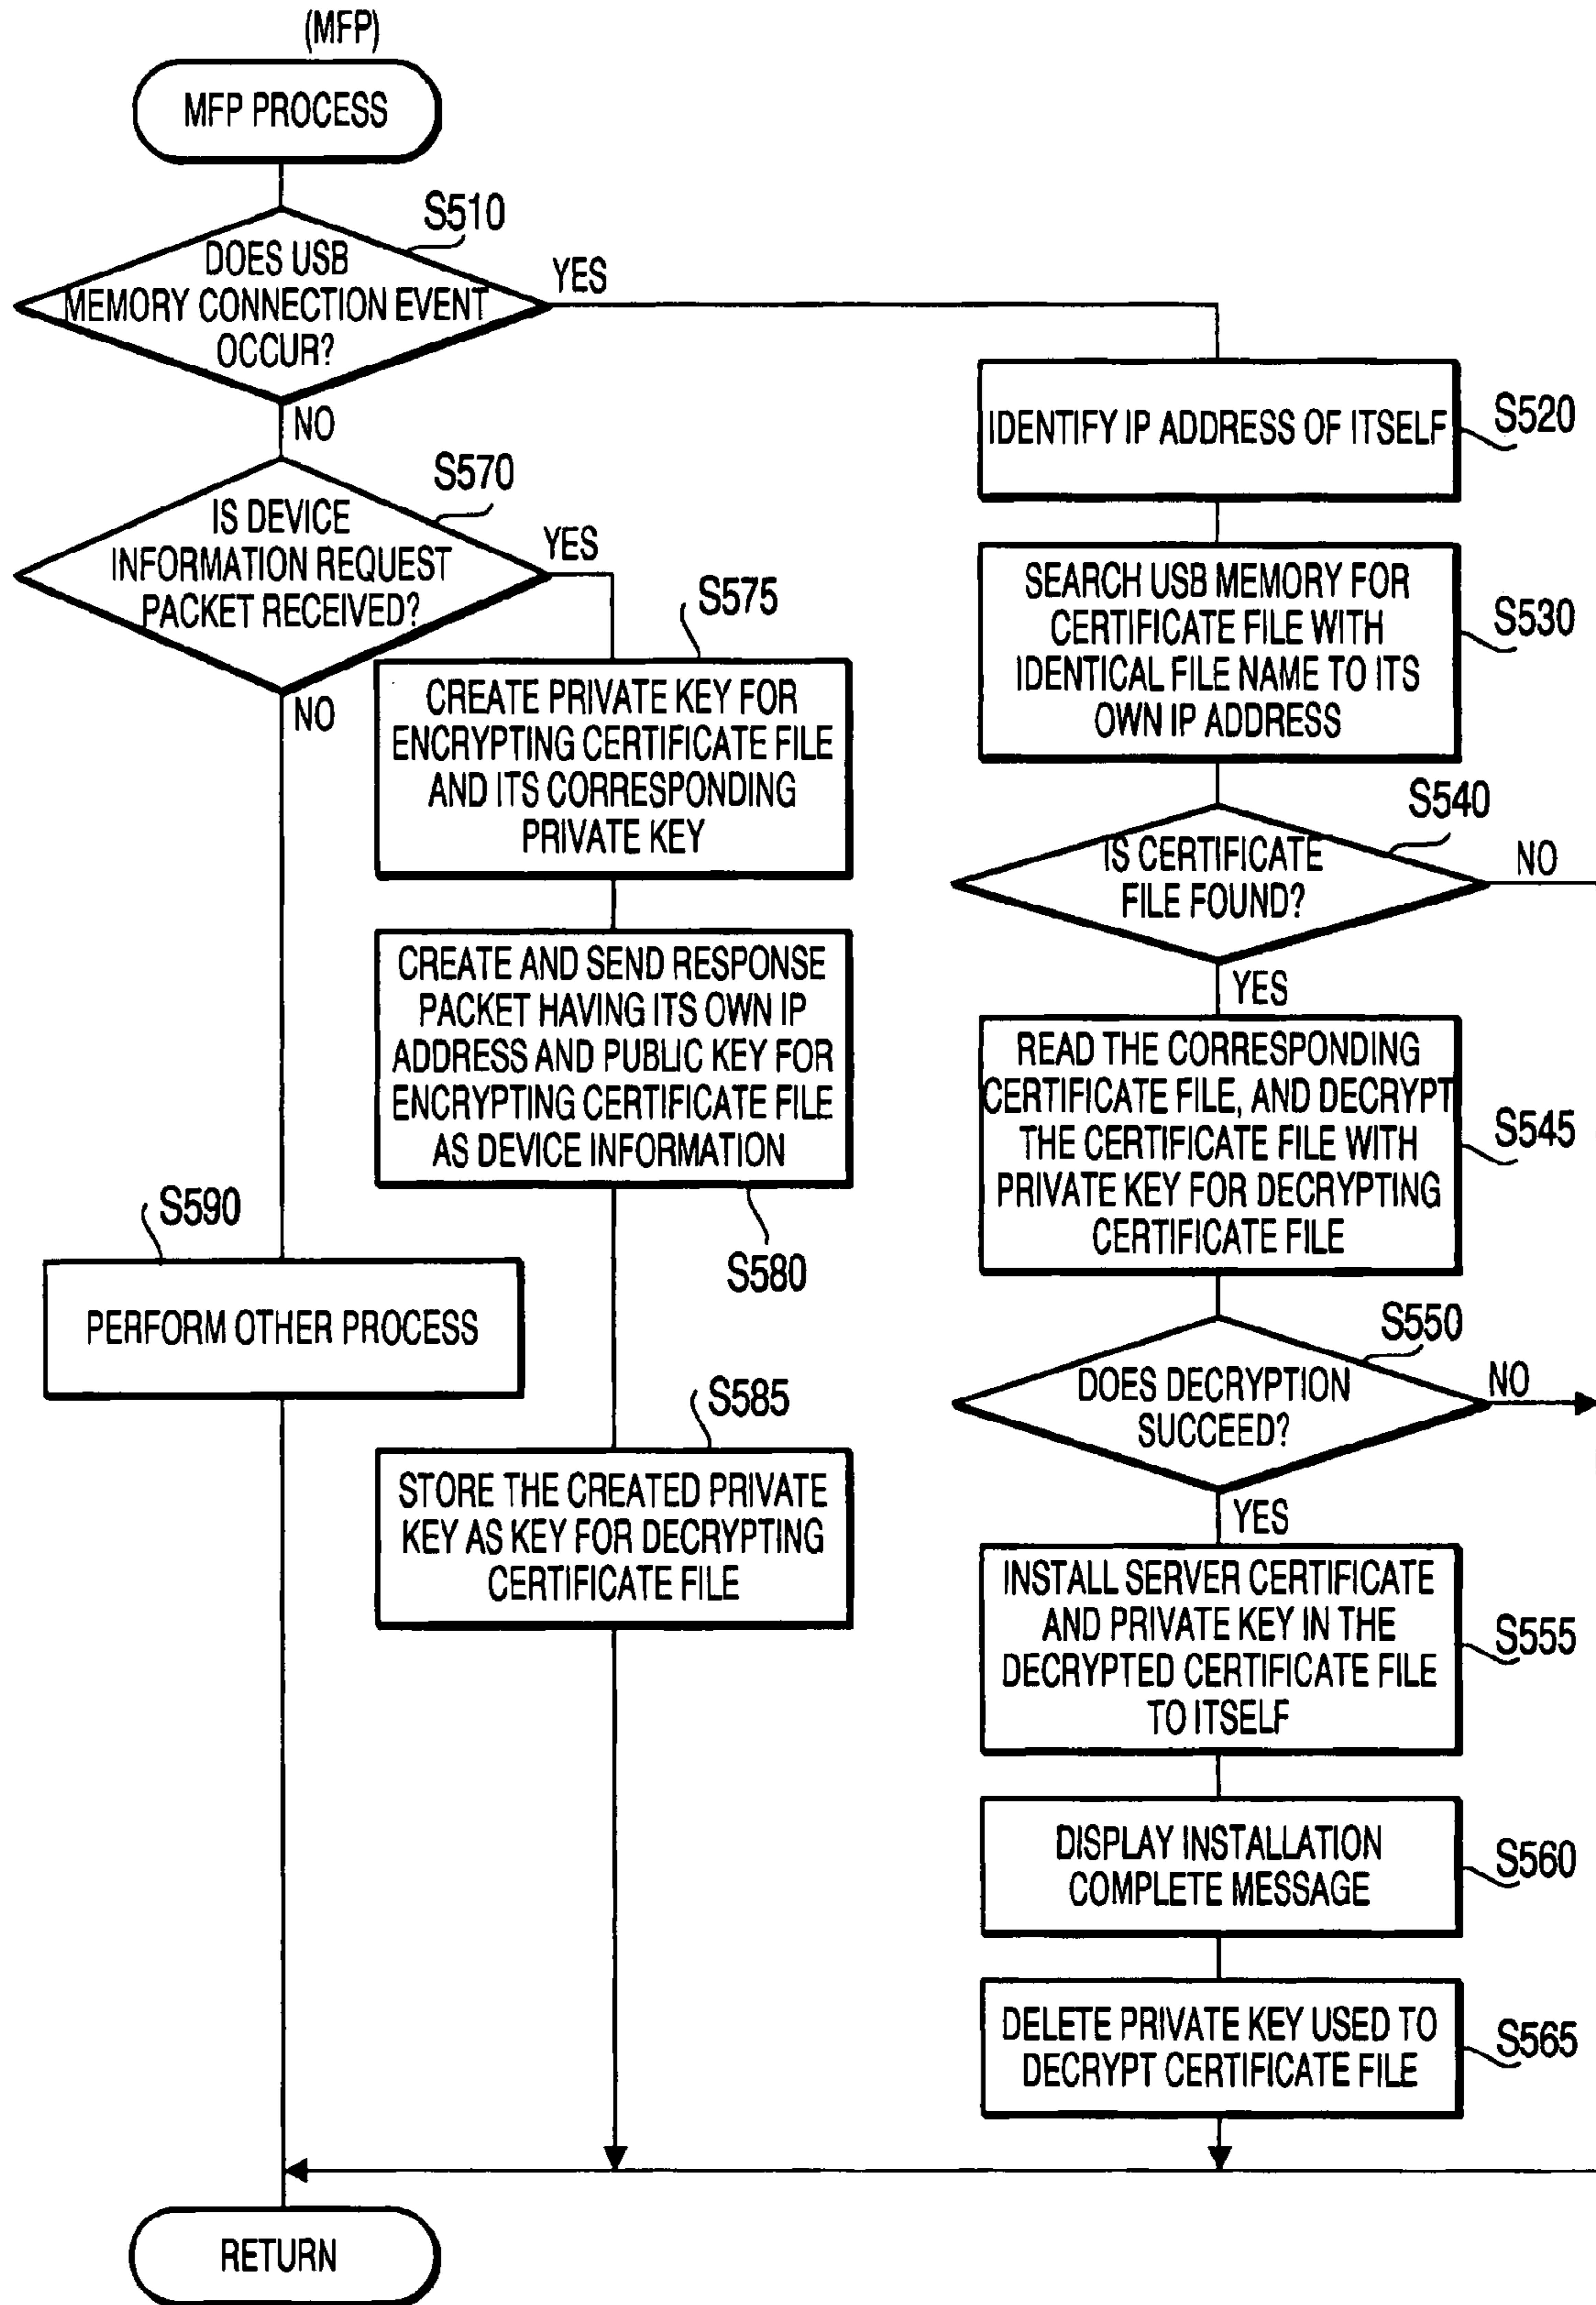 (MFP)
MFP PROCESS
S510
DOES USB
MEMORY CONNECTION EVENT
OCCUR?
YES
NO
S570
IS DEVICE
INFORMATION REQUEST
PACKET RECEIVED?
YES
NO
S575
CREATE PRIVATE KEY FOR
ENCRYPTING CERTIFICATE FILE
AND ITS CORRESPONDING
PRIVATE KEY
CREATE AND SEND RESPONSE
PACKET HAVING ITS OWN IP
ADDRESS AND PUBLIC KEY FOR
ENCRYPTING CERTIFICATE FILE
AS DEVICE INFORMATION
S580
S590
PERFORM OTHER PROCESS
S585
STORE THE CREATED PRIVATE
KEY AS KEY FOR DECRYPTING
CERTIFICATE FILE
IDENTIFY IP ADDRESS OF ITSELF
S520
SEARCH USB MEMORY FOR
CERTIFICATE FILE WITH
IDENTICAL FILE NAME TO ITS
OWN IP ADDRESS
S530
S540
IS CERTIFICATE
FILE FOUND?
NO
YES
READ THE CORRESPONDING
CERTIFICATE FILE, AND DECRYPT
THE CERTIFICATE FILE WITH
PRIVATE KEY FOR DECRYPTING
CERTIFICATE FILE
S545
S550
DOES DECRYPTION
SUCCEED?
NO
YES
INSTALL SERVER CERTIFICATE
AND PRIVATE KEY IN THE
DECRYPTED CERTIFICATE FILE
TO ITSELF
S555
DISPLAY INSTALLATION
COMPLETE MESSAGE
S560
DELETE PRIVATE KEY USED TO
DECRYPT CERTIFICATE FILE
S565
RETURN